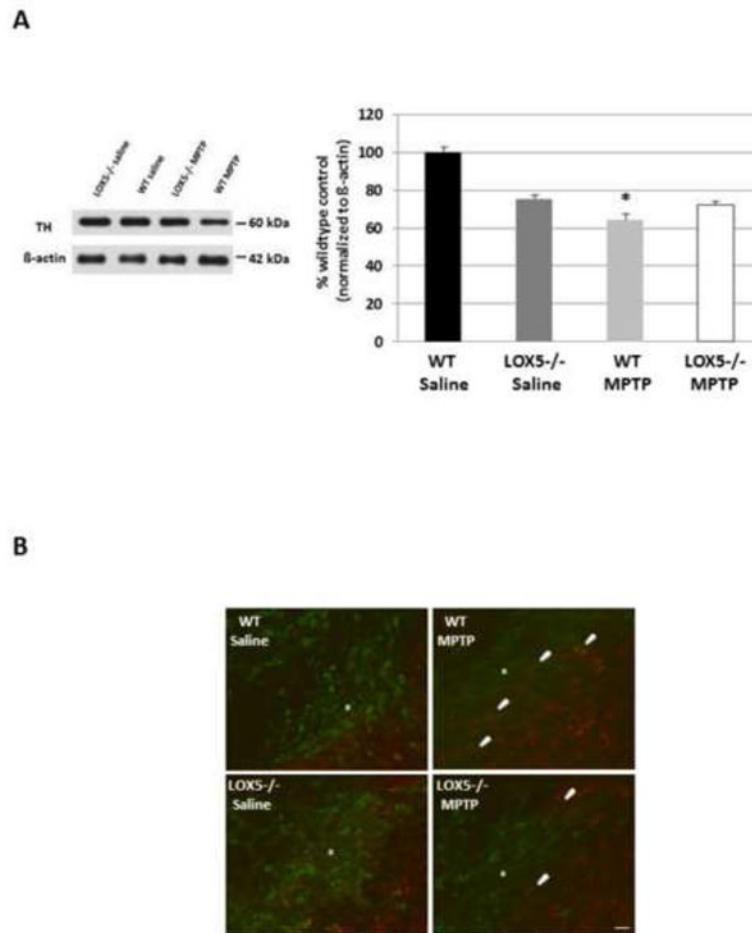 A
LOX5-/- saline
WT saline
LOX5-/- MPTP
WT MPTP
TH
60 kDa
ß-actin
42 kDa
% wildtype control
(normalized to ß-actin)
120
100
80
60
40
20
0
*
WT
Saline
LOX5-/-
Saline
WT
MPTP
LOX5-/-
MPTP
B
WT
Saline
*
WT
MPTP
*
LOX5-/-
Saline
*
LOX5-/-
MPTP
*